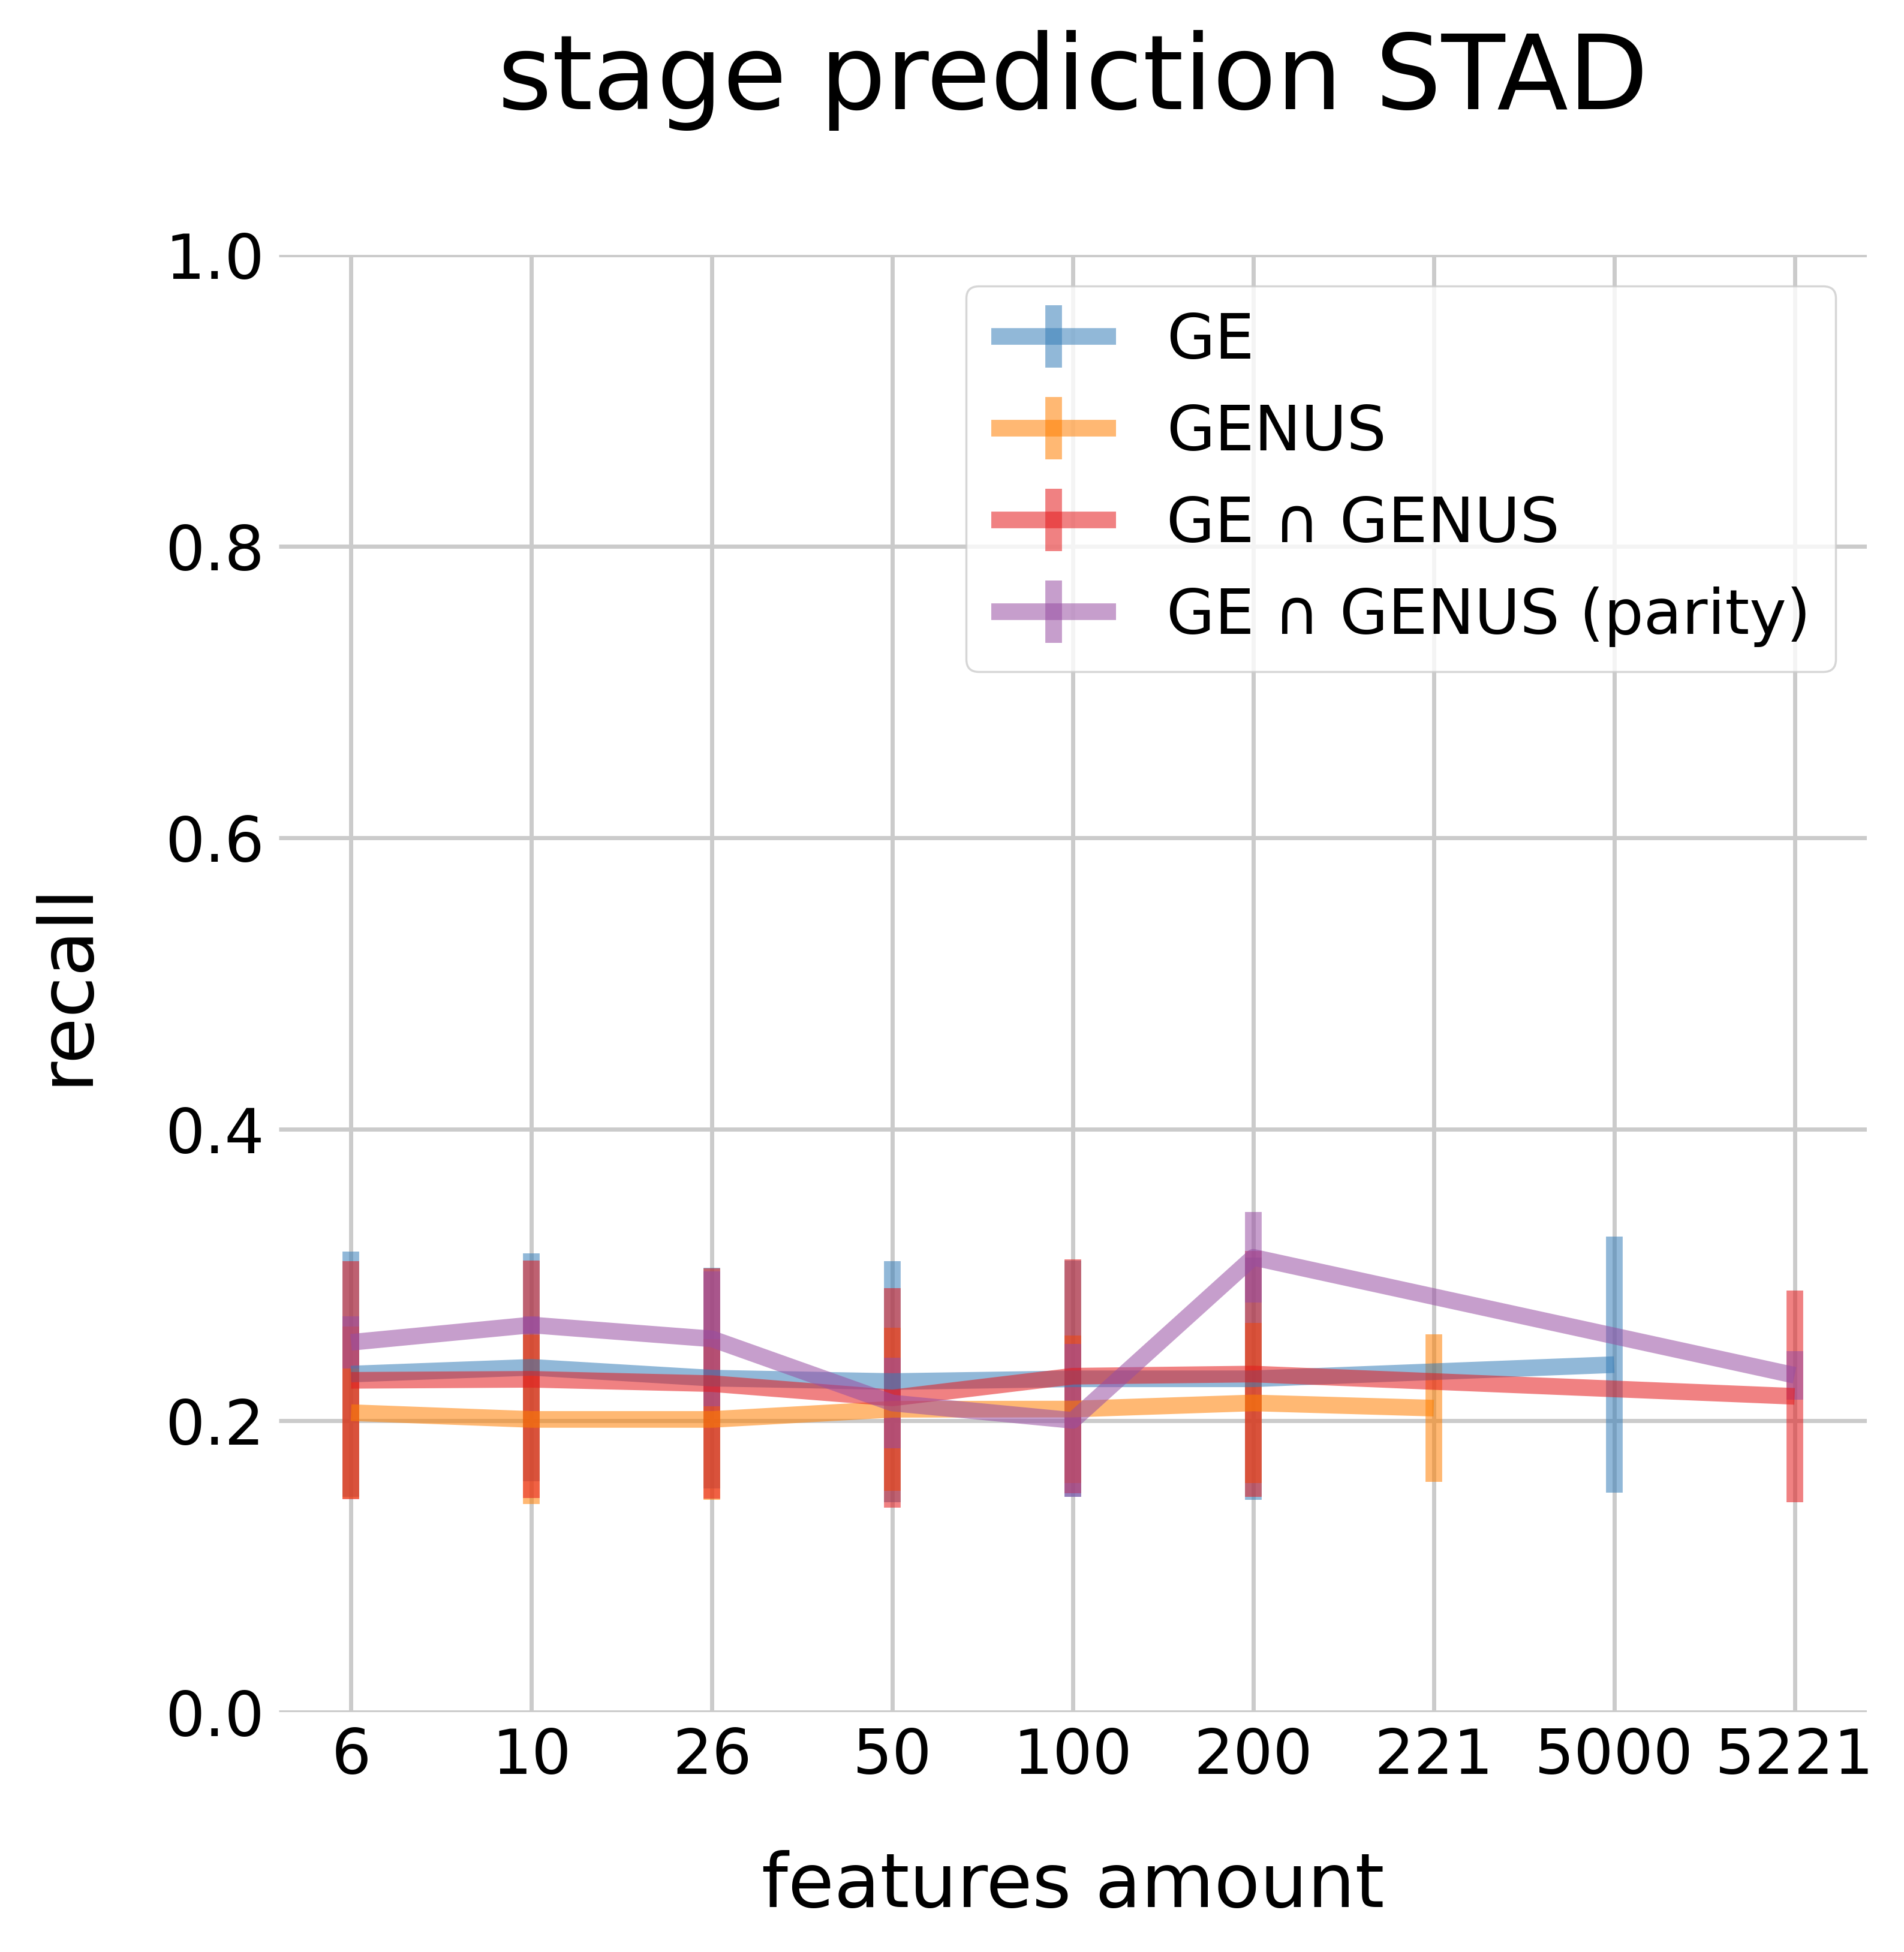 stage prediction STAD
1.0
0.8
0.6
0.4
0.2
0.0
recall
GE
GENUS
GE ∩ GENUS
GE ∩ GENUS (parity)
6 10 26 50 100 200 221 5000 5221
features amount